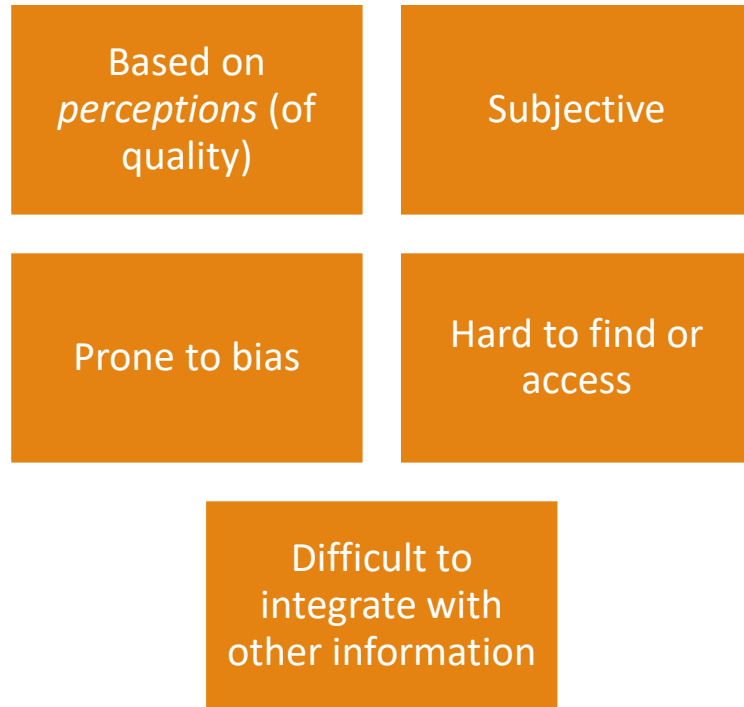 Based on
perceptions (of
quality)
Subjective
Prone to bias
Hard to find or
access
Difficult to
integrate with
other information